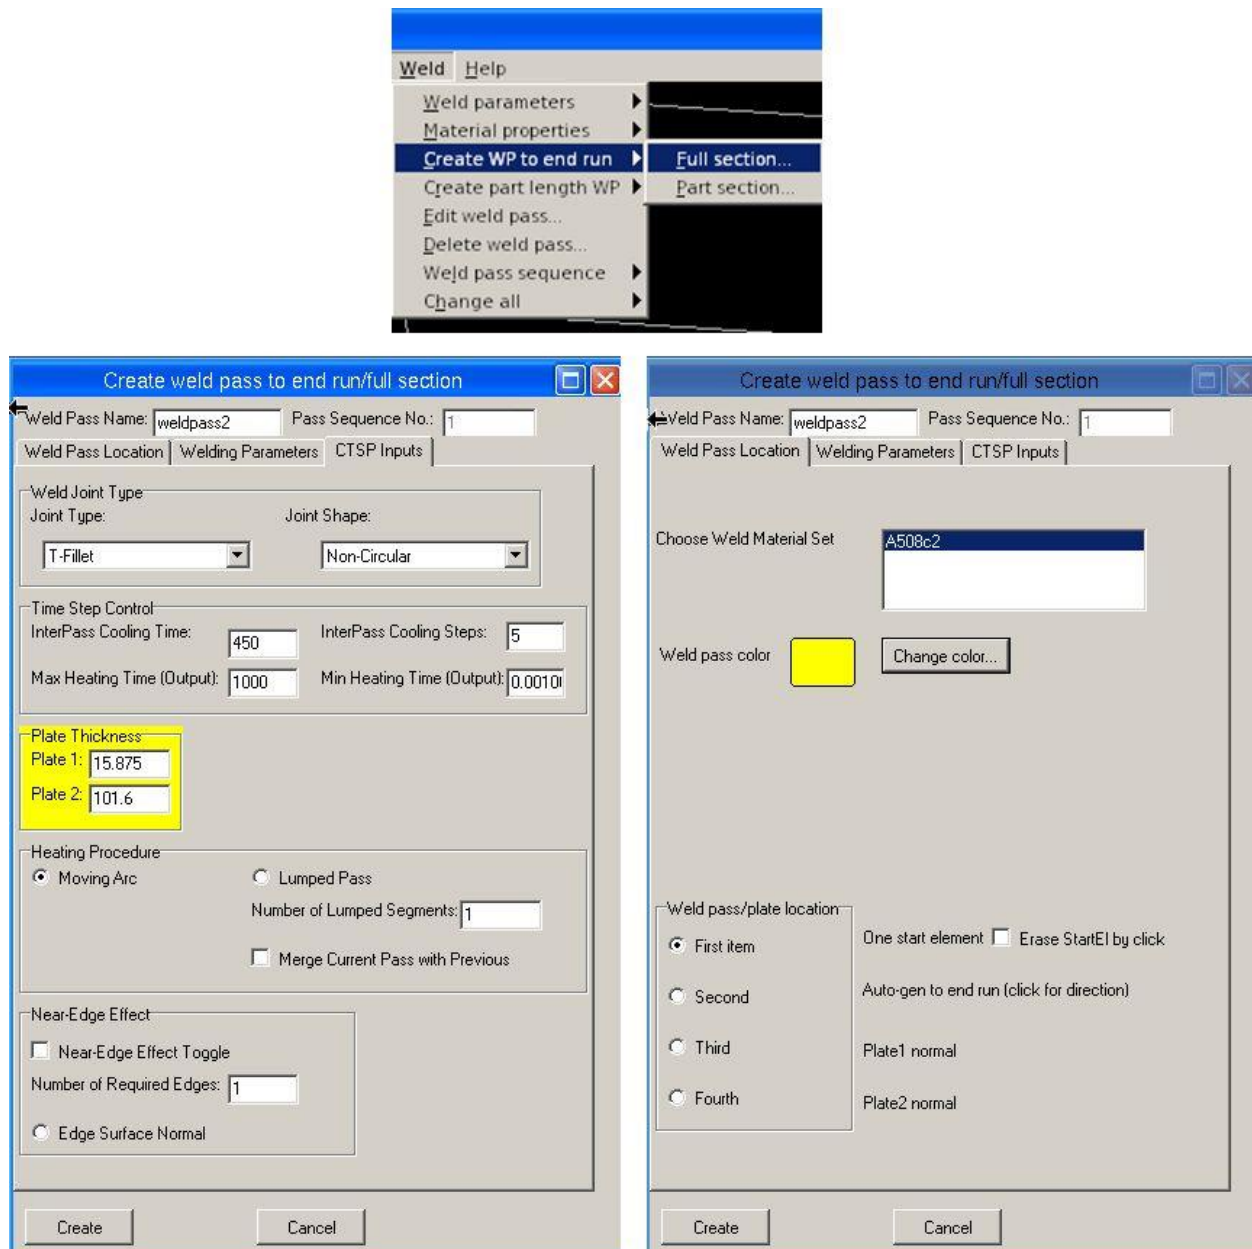 Weld Help
Weld parameters
Material properties
Create WP to end run Full section...
Create part length WP Part section...
Edit weld pass...
Delete weld pass...
Weld pass sequence
Change all
Create weld pass to end run/full section
Weld Pass Name: weldpass2 Pass Sequence No.: 1
Weld Pass Location Welding Parameters CTSP Inputs
Weld Joint Type
Joint Type: Joint Shape:
T-Fillet Non-Circular
Time Step Control
InterPass Cooling Time: 450 InterPass Cooling Steps: 5
Max Heating Time (Output): 1000 Min Heating Time (Output):
Plate Thickness
Plate 1: 15.875
Plate 2: 101.6
Heating Procedure
Moving Arc Lumped Pass
Number of Lumped Segments: 1
Merge Current Pass with Previous
Near-Edge Effect
Near-Edge Effect Toggle
Number of Required Edges: 1
Edge Surface Normal
Create Cancel
Create weld pass to end run/full section
Weld Pass Name: weldpass2 Pass Sequence No.: 1
Weld Pass Location Welding Parameters CTSP Inputs
Choose Weld Material Set A508c2
Weld pass color Change color...
Weld pass/plate location
First item One start element Erase StartEl by click
Second Auto-gen to end run (click for direction)
Third Plate1 normal
Fourth Plate2 normal
Create Cancel